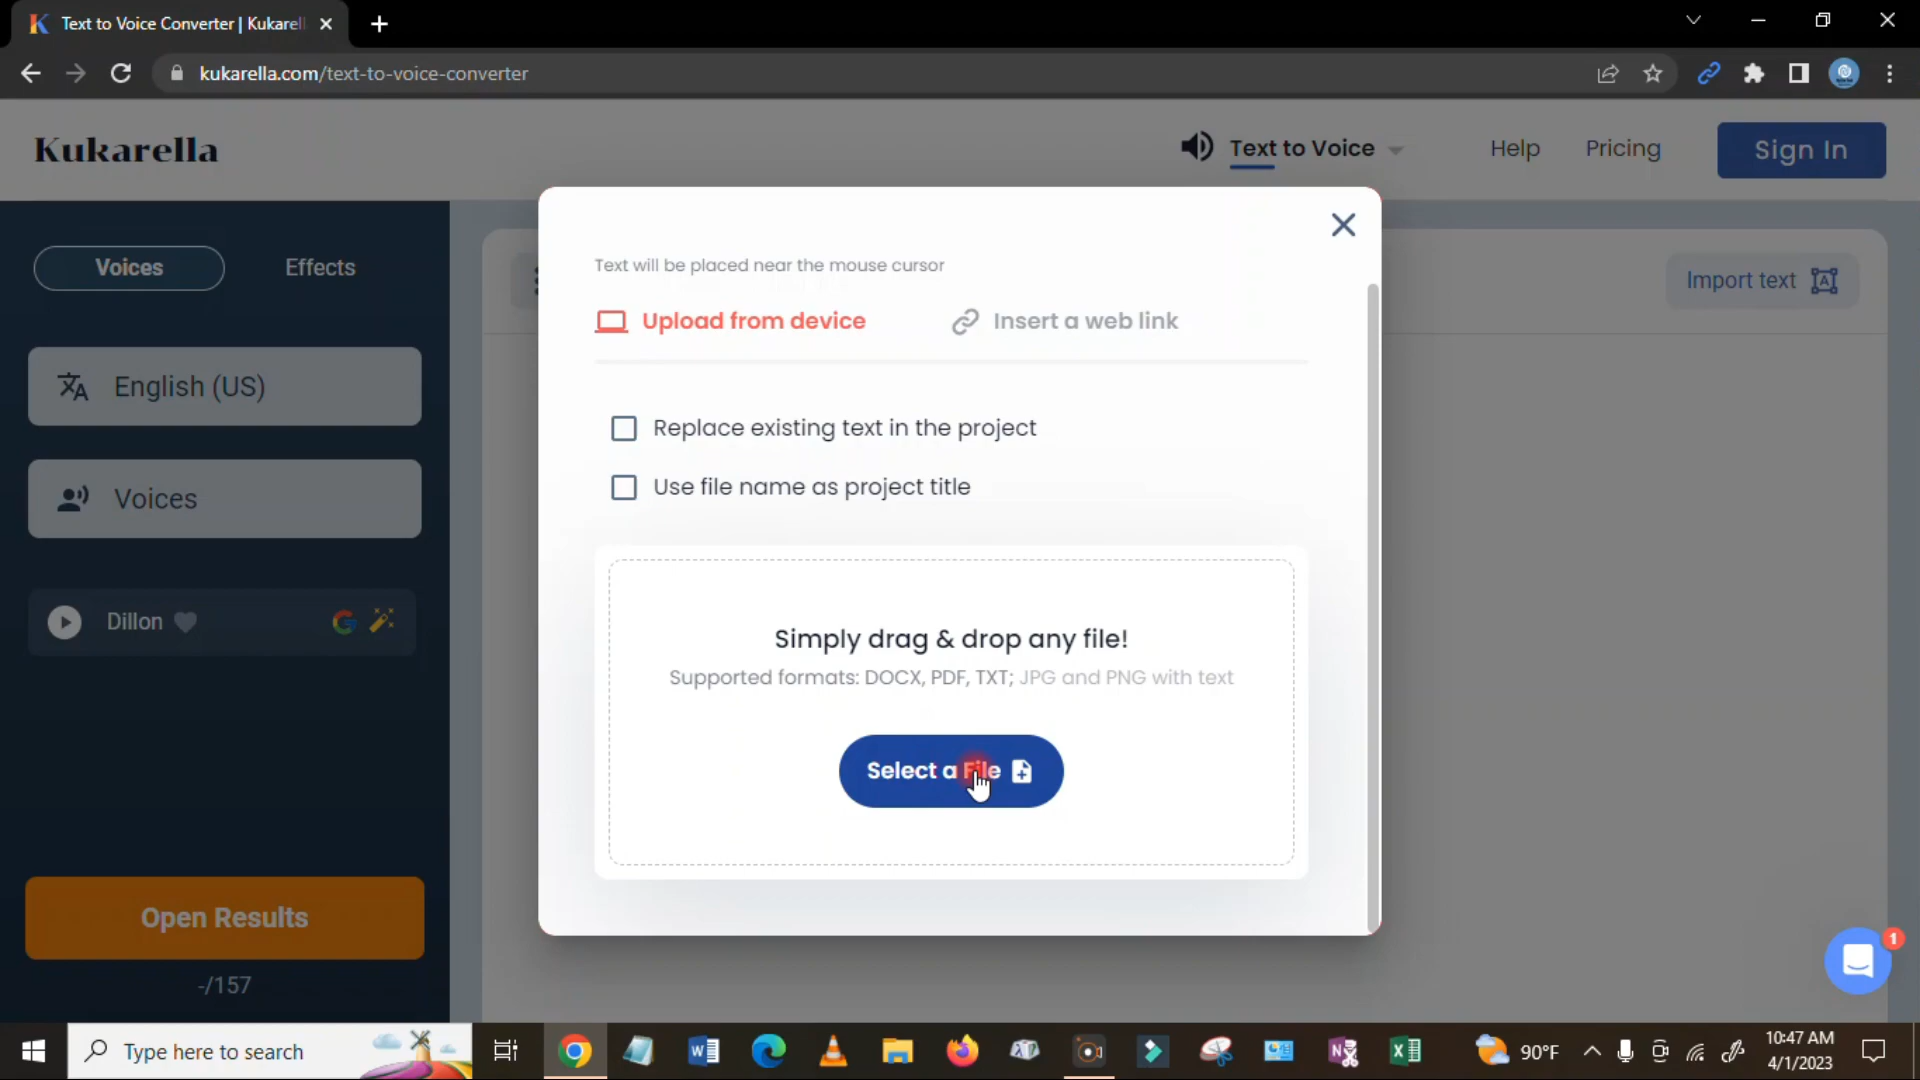 Text to Voice Converter | Kukarell
kukarella.com/text-to-voice-converter
Kukarella
Text to Voice
Help
Pricing
Sign In
Voices
Effects
English (US)
Voices
Dillon
Open Results
-/157
Import text
Text will be placed near the mouse cursor
Upload from device
Insert a web link
Replace existing text in the project
Use file name as project title
Simply drag & drop any file!
Supported formats: DOCX, PDF, TXT; JPG and PNG with text
Select a File
1
Type here to search
90°F
10:47 AM
4/1/2023